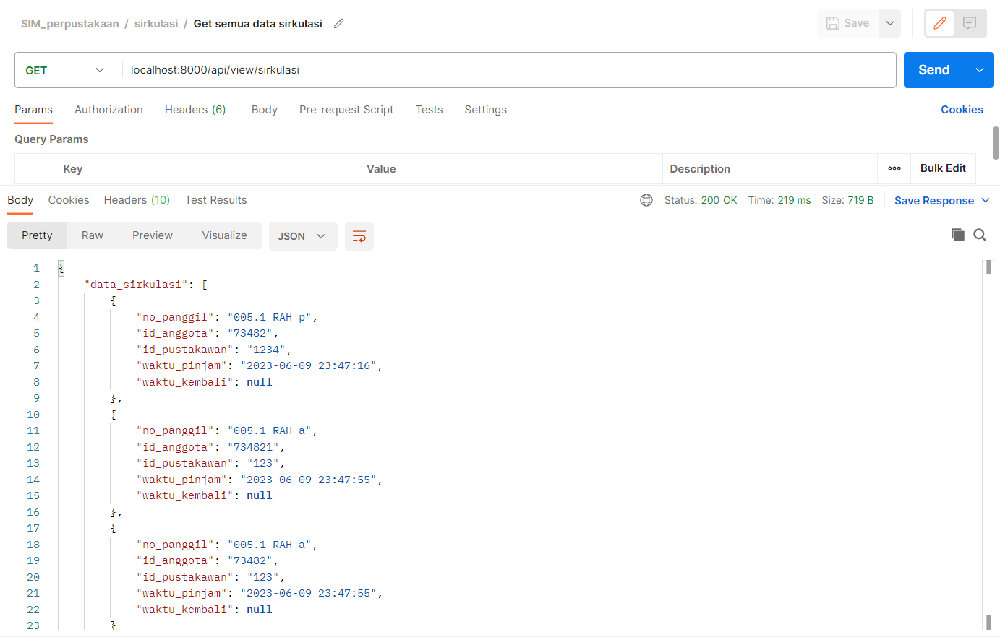 SIM_perpustakaan / sirkulasi / Get semua data sirkulasi Save
GET localhost:8000/api/view/sirkulasi Send
Params Authorization Headers (6) Body Pre-request Script Tests Settings Cookies
Query Params
Key Value Description ooo Bulk Edit
Body Cookies Headers (10) Test Results Status: 200 OK Time: 219 ms Size: 719 B Save Response
Pretty Raw Preview Visualize JSON
1 {
2 "data_sirkulasi": [
3 {
4 "no_panggil": "005.1 RAH p",
5 "id_anggota": "73482",
6 "id_pustakawan": "1234",
7 "waktu_pinjam": "2023-06-09 23:47:16",
8 "waktu_kembali": null
9 },
10 {
11 "no_panggil": "005.1 RAH a",
12 "id_anggota": "734821",
13 "id_pustakawan": "123",
14 "waktu_pinjam": "2023-06-09 23:47:55",
15 "waktu_kembali": null
16 },
17 {
18 "no_panggil": "005.1 RAH a",
19 "id_anggota": "73482",
20 "id_pustakawan": "123",
21 "waktu_pinjam": "2023-06-09 23:47:55",
22 "waktu_kembali": null
23 }